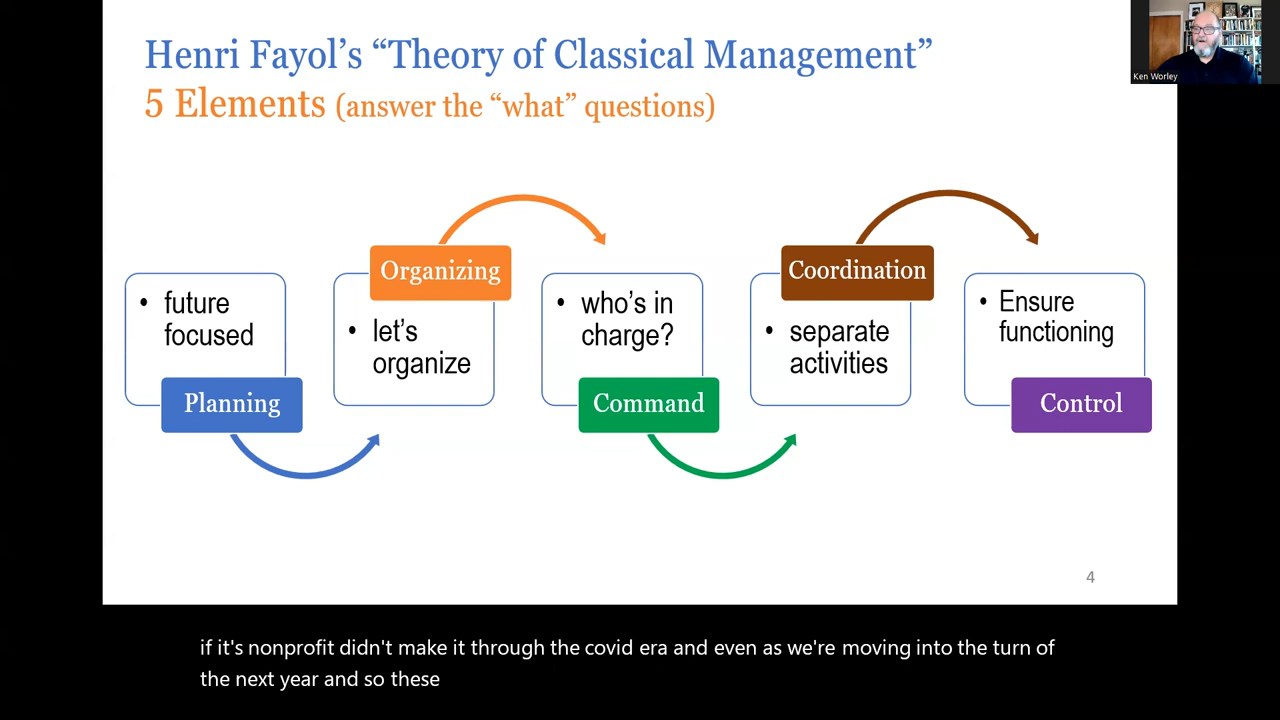 Henri Fayol’s “Theory of Classical Management”
5 Elements (answer the “what” questions)
Ken Worley
• future
focused
Planning
Organizing
• let’s
organize
• who’s in
charge?
Command
Coordination
• separate
activities
• Ensure
functioning
Control
4
if it's nonprofit didn't make it through the covid era and even as we're moving into the turn of
the next year and so these